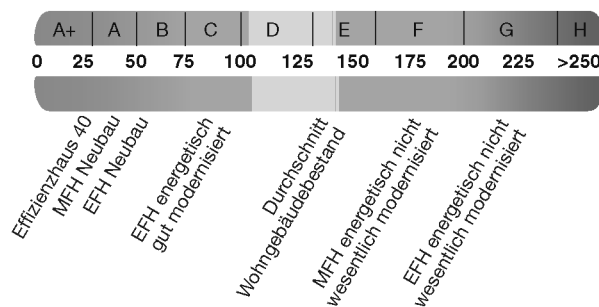 A+ A B C D E F G H
0 25 50 75 100 125 150 175 200 225 >250
Effizienzhaus 40
MFH Neubau
EFH Neubau
EFH energetisch
gut modernisiert
Durchschnitt
Wohngebäudebestand
MFH energetisch nicht
wesentlich modernisiert
EFH energetisch nicht
wesentlich modernisiert